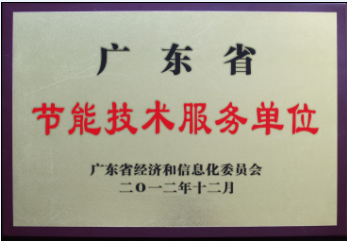 广东省
节能技术服务单位
广东省经济和信息化委员会
二〇一二年十二月